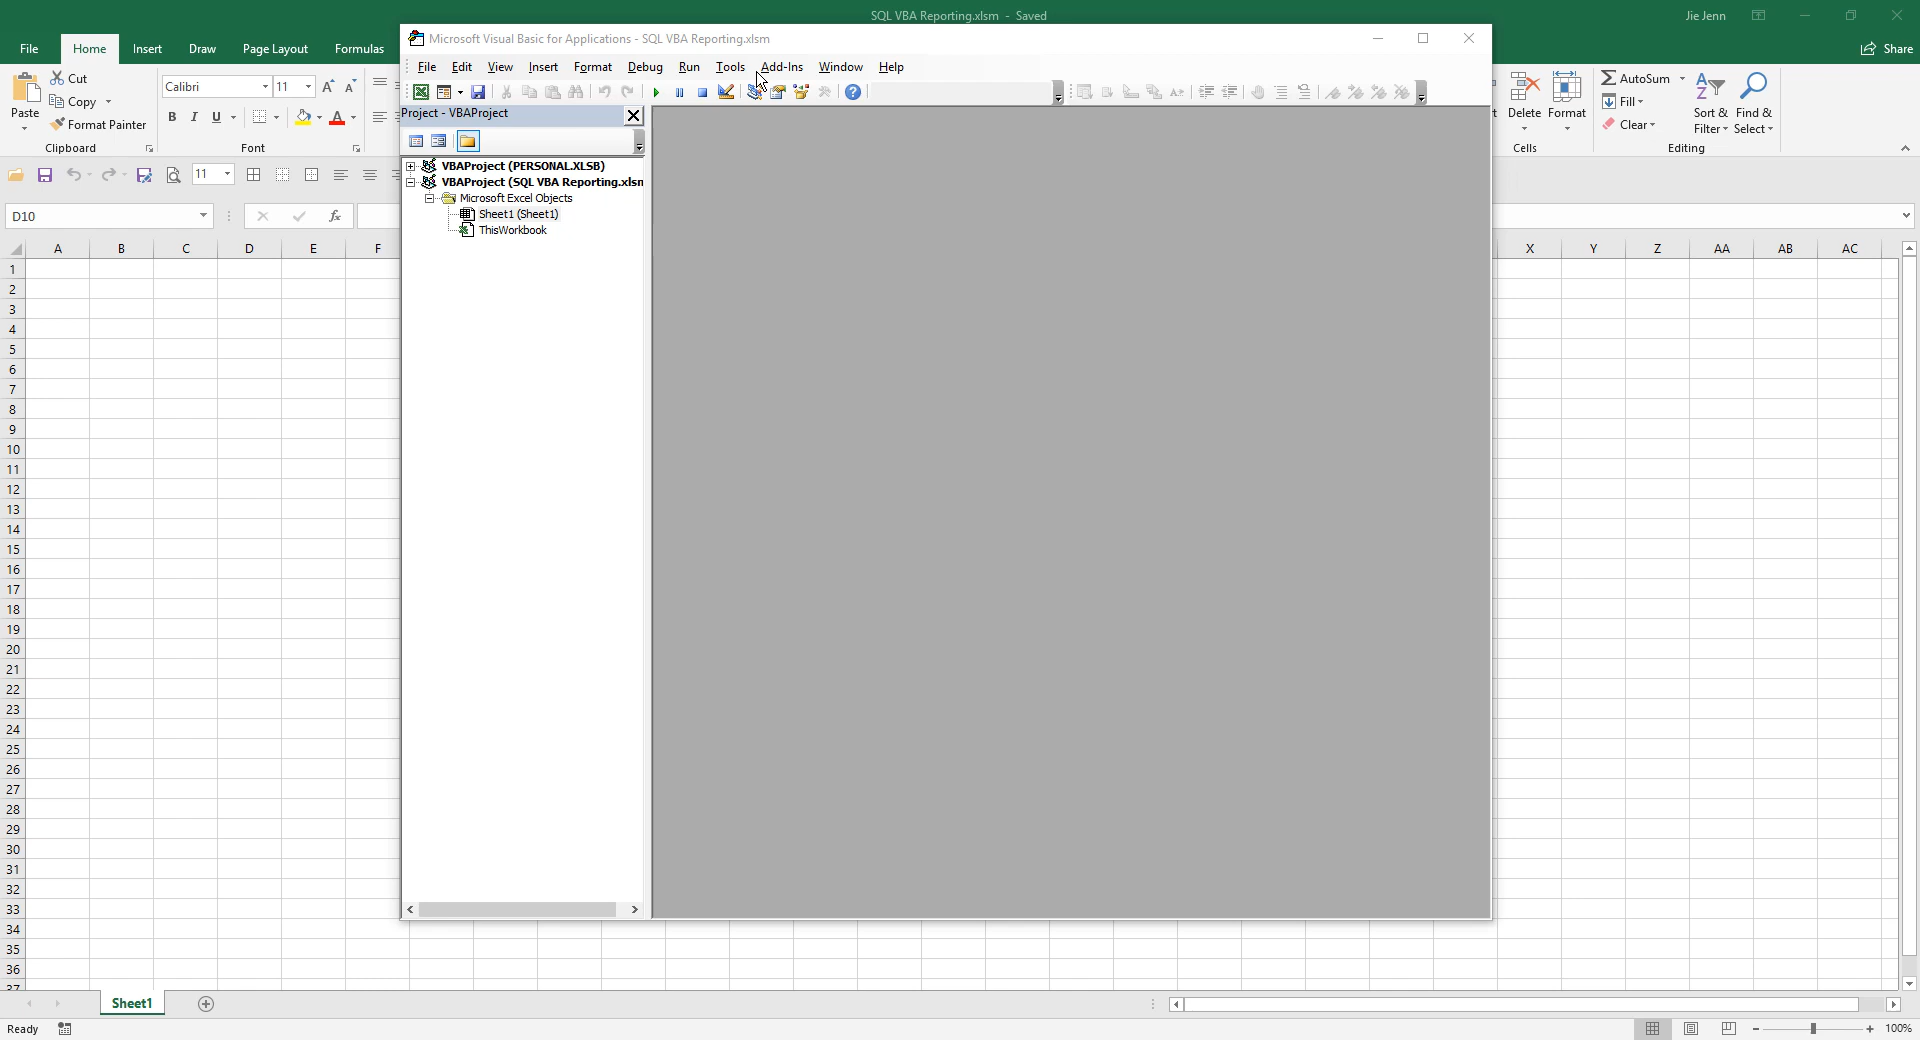 SQL VBA Reporting.xlsm - Saved
Jie Jenn
File Home Insert Draw Page Layout Formulas
Share
Microsoft Visual Basic for Applications - SQL VBA Reporting.xlsm
File Edit View Insert Format Debug Run Tools Add-Ins Window Help
Paste
Cut
Copy
Format Painter
Clipboard
Calibri 11
B I U
Font
Delete
Format
Cells
AutoSum
Fill
Clear
Sort &
Filter
Find &
Select
Editing
Project - VBAProject
VBAProject (PERSONAL.XLSB)
VBAProject (SQL VBA Reporting.xlsm
Microsoft Excel Objects
Sheet1 (Sheet1)
ThisWorkbook
11
D10
fx
A B C D E F X Y Z AA AB AC
1
2
3
4
5
6
7
8
9
10
11
12
13
14
15
16
17
18
19
20
21
22
23
24
25
26
27
28
29
30
31
32
33
34
35
36
37
Sheet1
Ready
100%